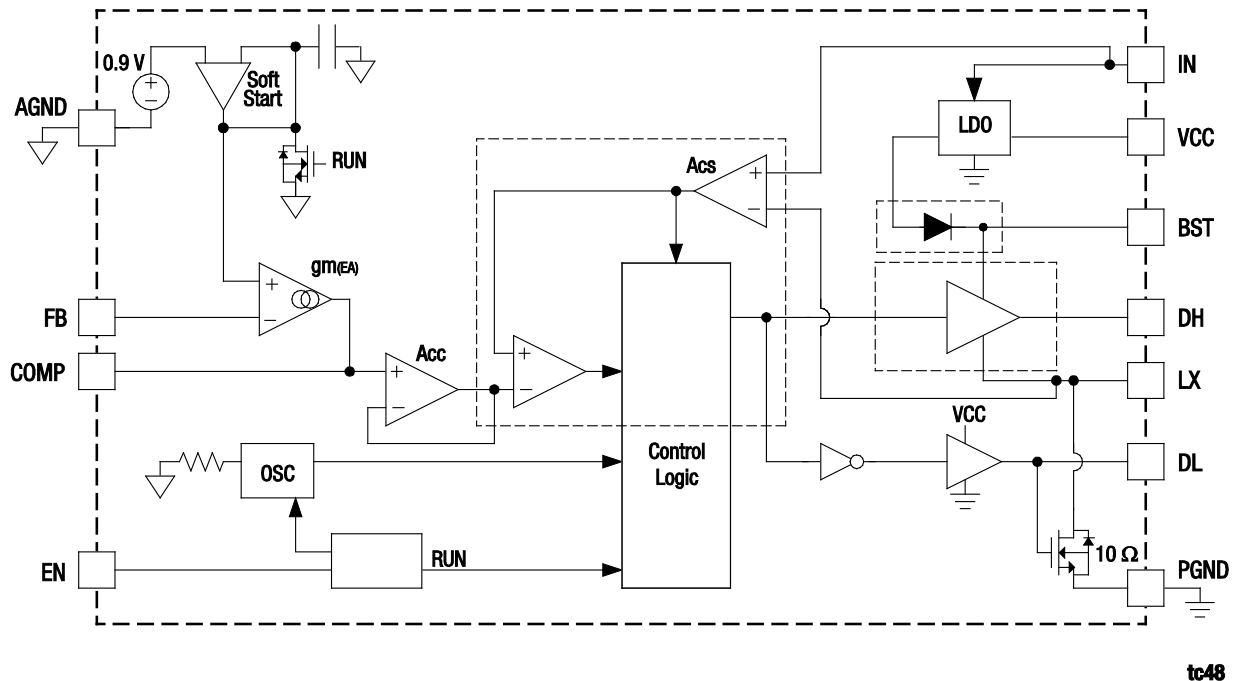 0.9 V
Soft
Start
AGND
RUN
IN
LDO
VCC
Acs
+
−
BST
gm(EA)
+
−
FB
DH
COMP
Acc
+
−
+
−
LX
VCC
Control
Logic
OSC
DL
EN
RUN
10 Ω
PGND
tc48